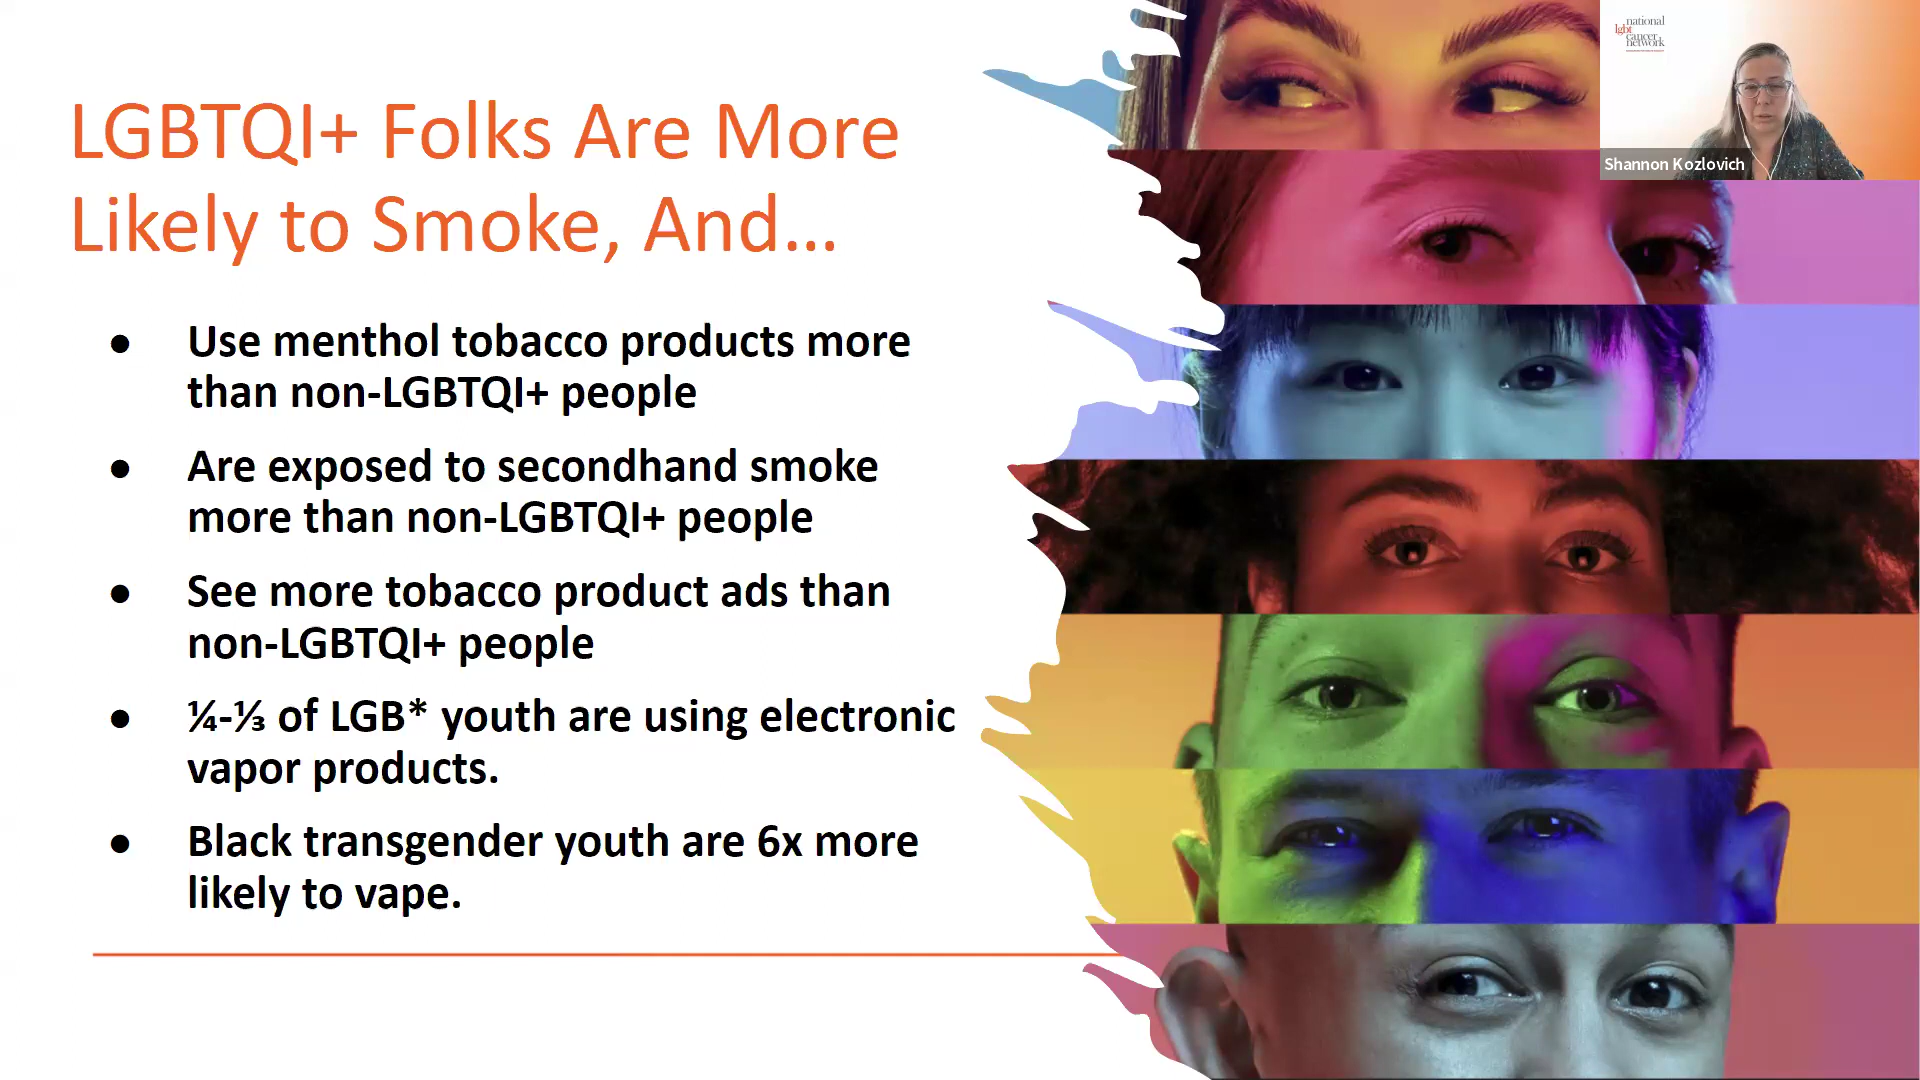 LGBTQI+ Folks Are More
Likely to Smoke, And...
● Use menthol tobacco products more
than non-LGBTQI+ people
● Are exposed to secondhand smoke
more than non-LGBTQI+ people
● See more tobacco product ads than
non-LGBTQI+ people
● ¼-⅓ of LGB* youth are using electronic
vapor products.
● Black transgender youth are 6x more
likely to vape.
national
lgbt cancer
network
Shannon Kozlovich